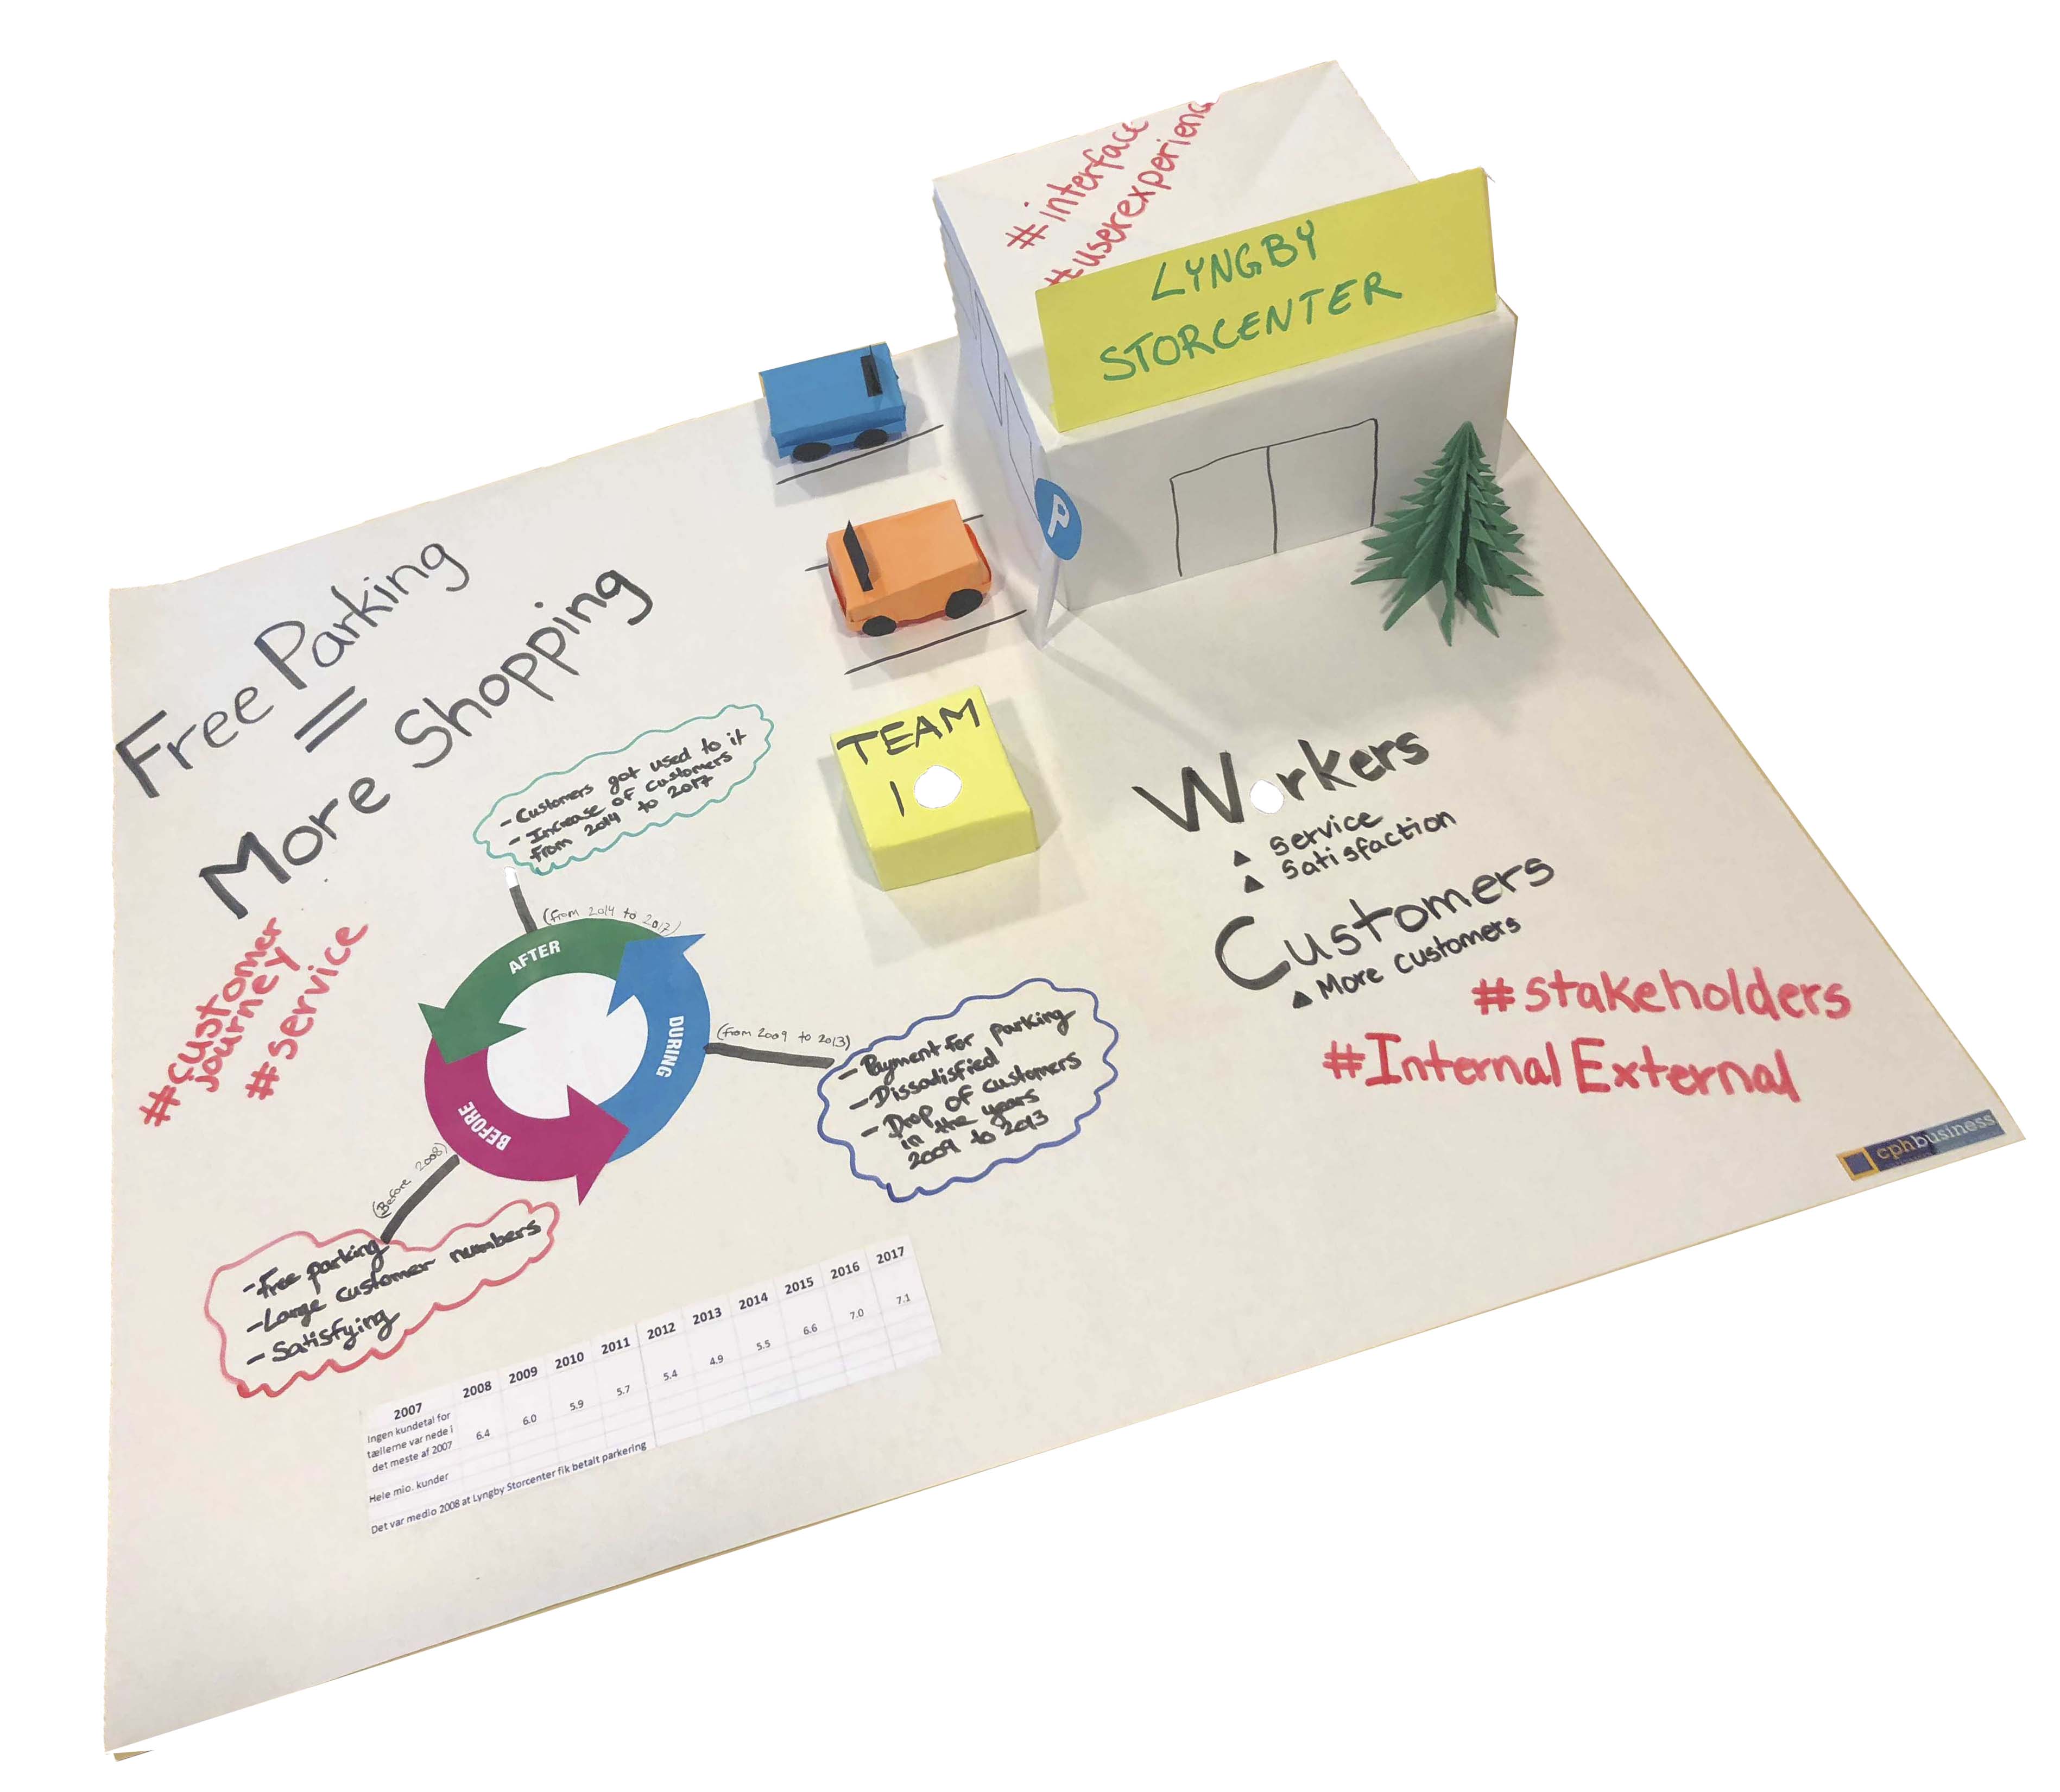 # interface
#userexperienc
LYNGBY
STORCENTER
P
Free Parking
=
More Shopping
- Customers got used to it
- Increase of customers
from 2014 to 2017
(from 2014 to 2017)
TEAM
1
#customer
journey
#service
AFTER
DURING
BEFORE
(from 2009 to 2013)
- Payment for parking
- Dissadisfied
- Drop of customers
in the years
2009 to 2013
(Before 2008)
- Free parking
- Large customer numbers
- Satisfying
Workers
▲ Service
▲ Satisfaction
Customers
▲ More customers
#stakeholders
#Internal External
cphbusiness
2007 2008 2009 2010 2011 2012 2013 2014 2015 2016 2017
Ingen kundetal for
tællerne var nede i
det meste af 2007
6.4 6.0 5.9 5.7 5.4 4.9 5.5 6.6 7.0 7.1
Hele mio. kunder
Det var medio 2008 at Lyngby Storcenter fik betalt parkering